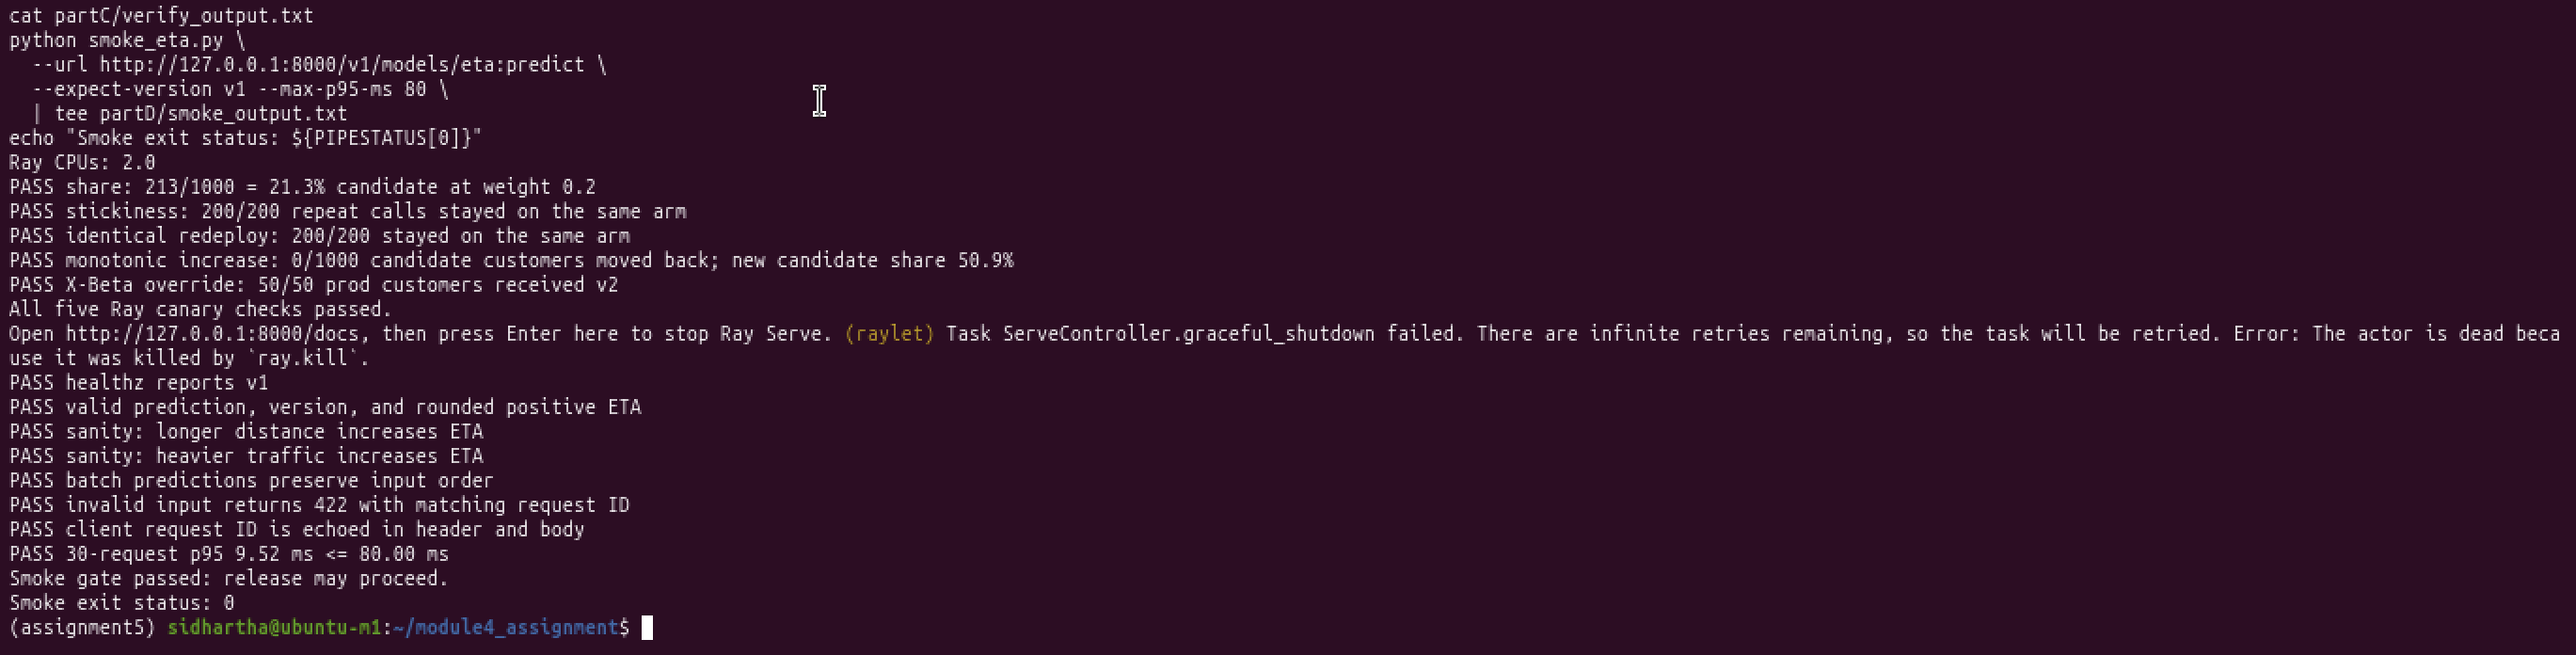 cat partC/verify_output.txt
python smoke_eta.py \
  --url http://127.0.0.1:8000/v1/models/eta:predict \
  --expect-version v1 --max-p95-ms 80 \
  | tee partD/smoke_output.txt
echo "Smoke exit status: ${PIPESTATUS[0]}"
Ray CPUs: 2.0
PASS share: 213/1000 = 21.3% candidate at weight 0.2
PASS stickiness: 200/200 repeat calls stayed on the same arm
PASS identical redeploy: 200/200 stayed on the same arm
PASS monotonic increase: 0/1000 candidate customers moved back; new candidate share 50.9%
PASS X-Beta override: 50/50 prod customers received v2
All five Ray canary checks passed.
Open http://127.0.0.1:8000/docs, then press Enter here to stop Ray Serve. (raylet) Task ServeController.graceful_shutdown failed. There are infinite retries remaining, so the task will be retried. Error: The actor is dead beca
use it was killed by `ray.kill`.
PASS healthz reports v1
PASS valid prediction, version, and rounded positive ETA
PASS sanity: longer distance increases ETA
PASS sanity: heavier traffic increases ETA
PASS batch predictions preserve input order
PASS invalid input returns 422 with matching request ID
PASS client request ID is echoed in header and body
PASS 30-request p95 9.52 ms <= 80.00 ms
Smoke gate passed: release may proceed.
Smoke exit status: 0
(assignment5) sidhartha@ubuntu-m1:~/module4_assignment$